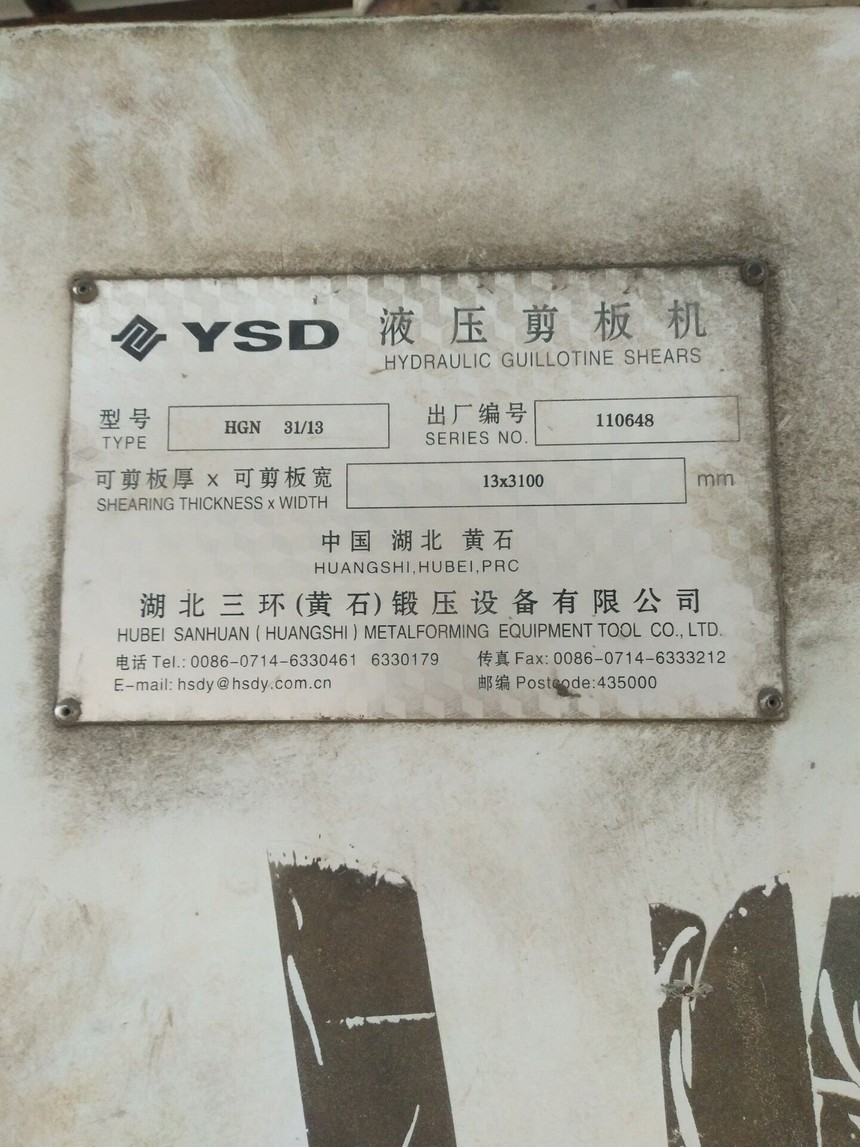 YSD 液压剪板机
HYDRAULIC GUILLOTINE SHEARS
型号 HGN 31/13 出厂编号 110648
TYPE SERIES NO.
可剪板厚 x 可剪板宽 13x3100 mm
SHEARING THICKNESS x WIDTH
中国 湖北 黄石
HUANGSHI,HUBEI,PRC
湖北三环(黄石)锻压设备有限公司
HUBEI SANHUAN ( HUANGSHI ) METALFORMING EQUIPMENT TOOL CO., LTD.
电话 Tel.: 0086-0714-6330461 6330179 传真 Fax: 0086-0714-6333212
E-mail: hsdy@hsdy.com.cn 邮编 Postcode:435000